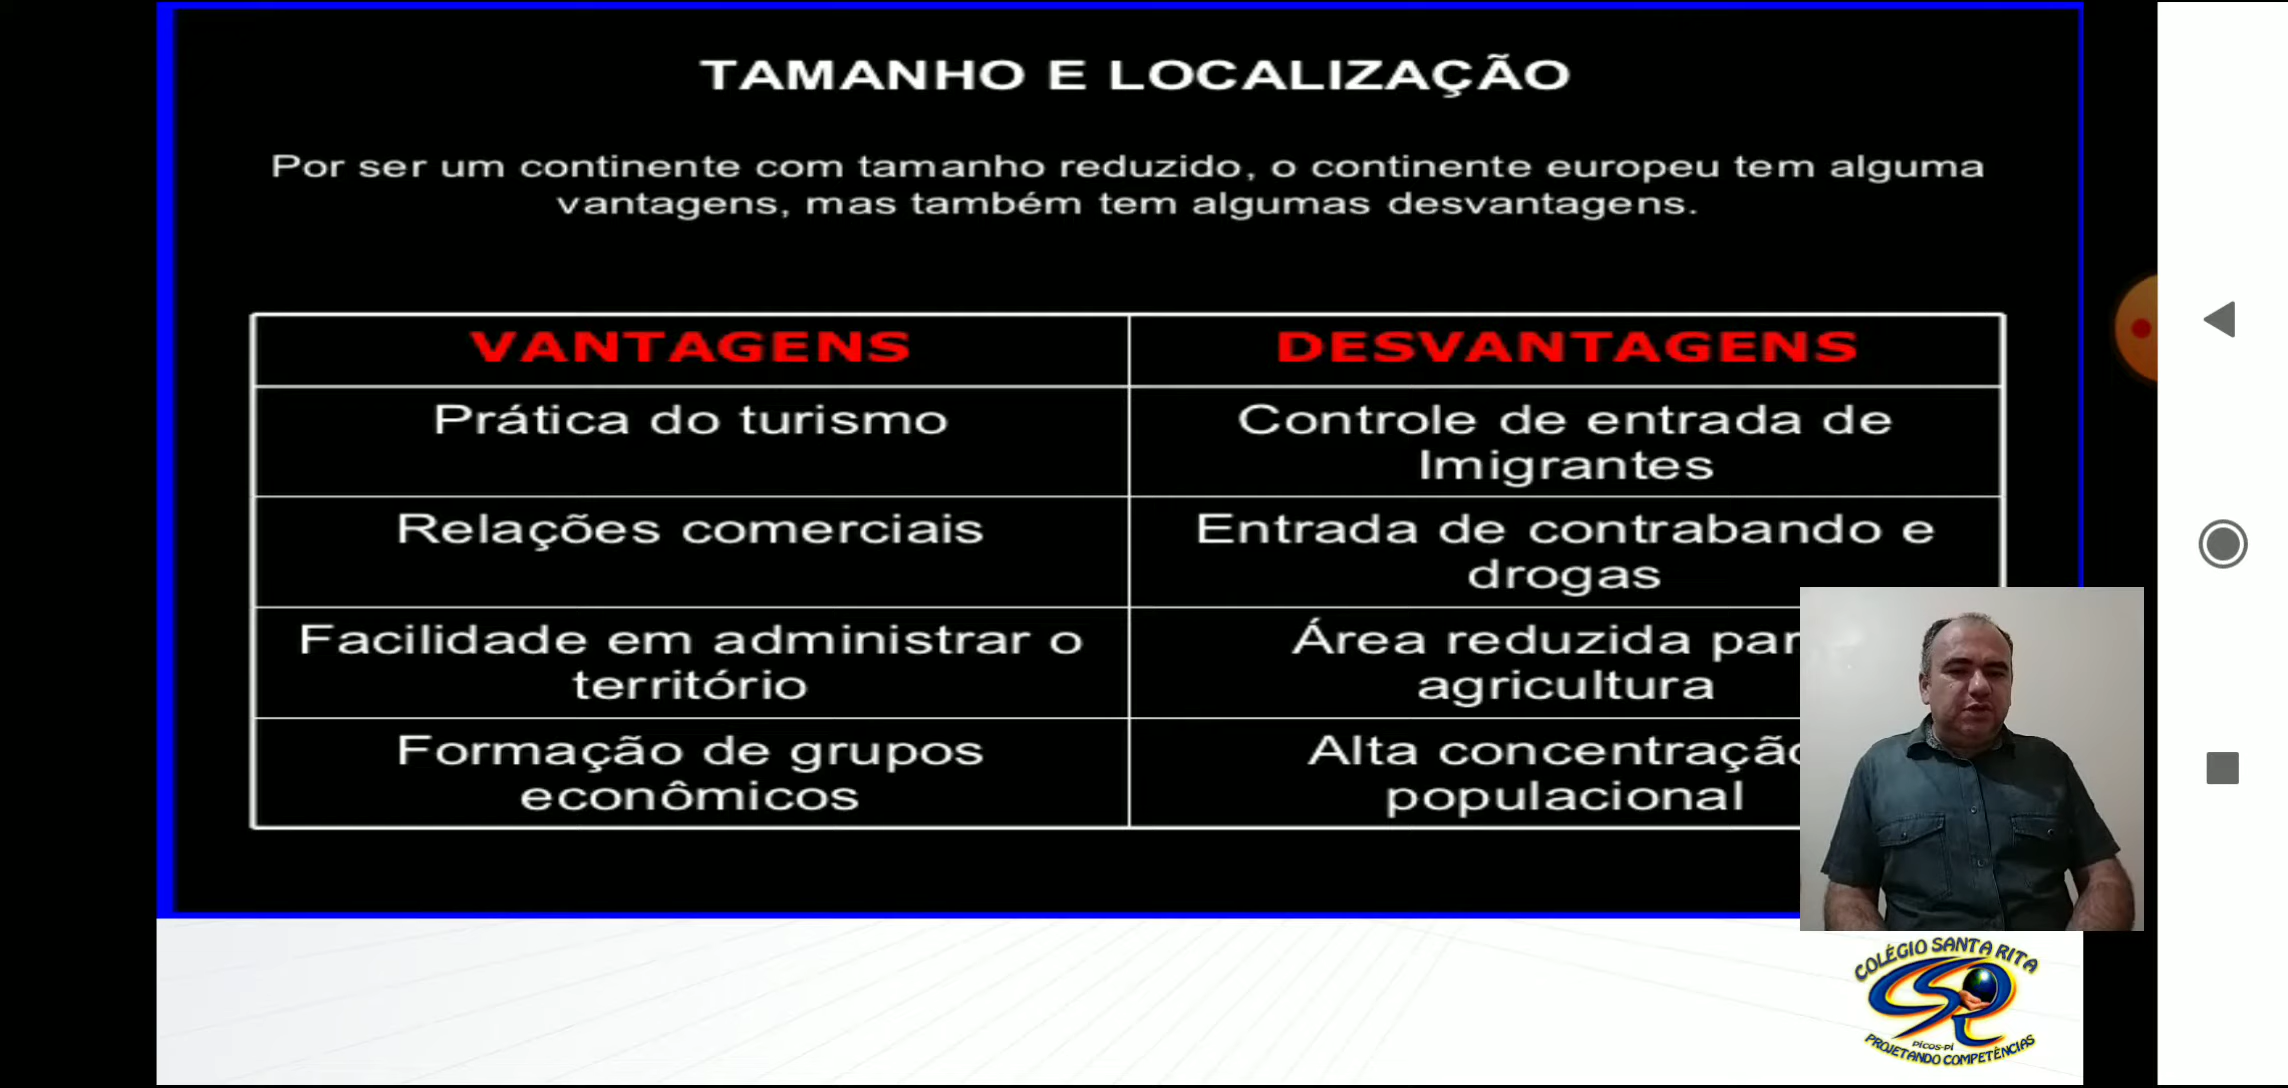 TAMANHO E LOCALIZAÇÃO
Por ser um continente com tamanho reduzido, o continente europeu tem alguma
vantagens, mas também tem algumas desvantagens.
VANTAGENS
DESVANTAGENS
Prática do turismo
Controle de entrada de
Imigrantes
Relações comerciais
Entrada de contrabando e
drogas
Facilidade em administrar o
território
Área reduzida par
agricultura
Formação de grupos
econômicos
Alta concentração
populacional
COLÉGIO SANTA RITA
PICOS-PI
PROJETANDO COMPETÊNCIAS